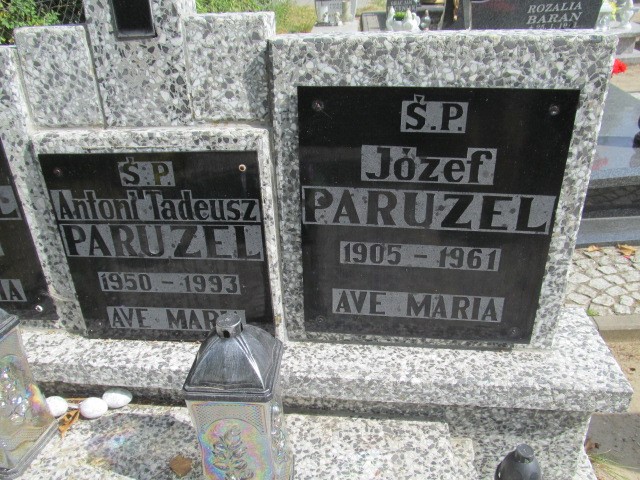 ROZALIA
BARAN
Ś.P.
Antoni Tadeusz
PARUZEL
1950 - 1993
AVE MARIA
Ś.P.
Józef
PARUZEL
1905 - 1961
AVE MARIA